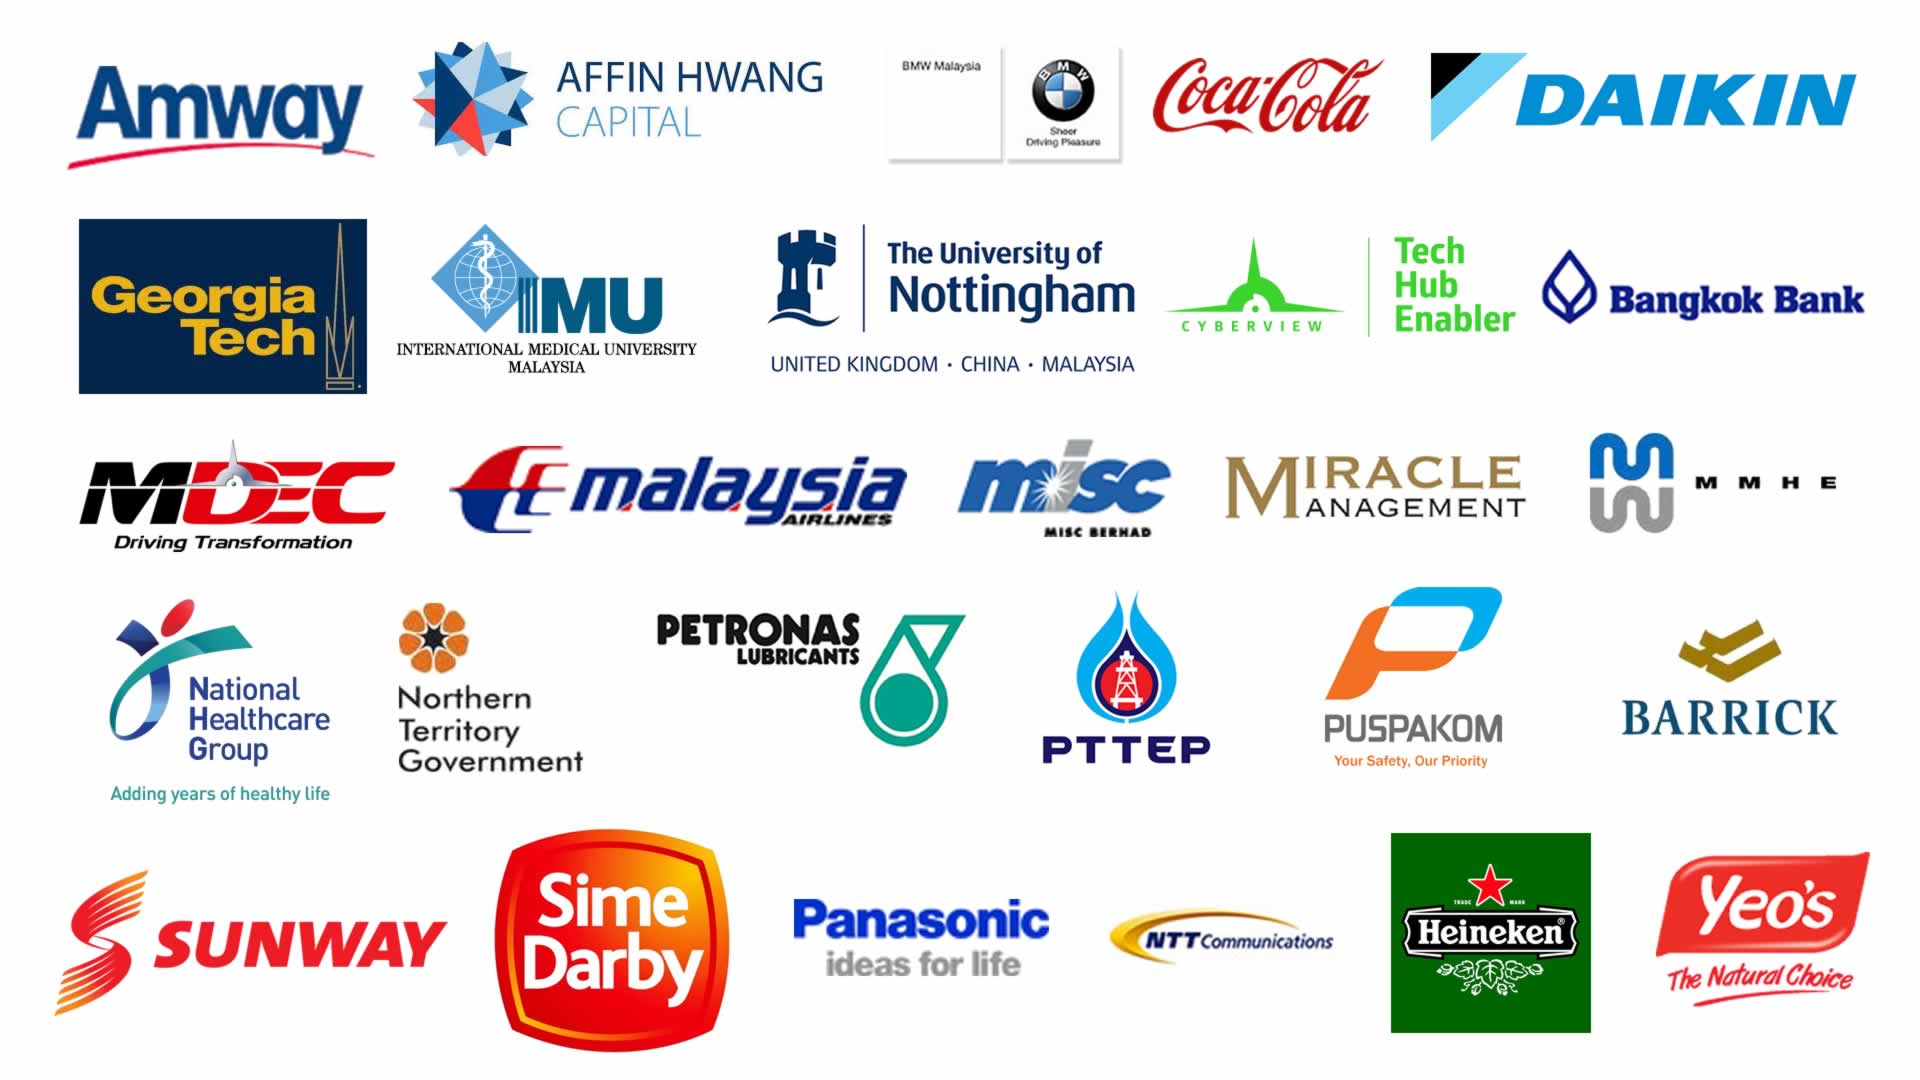 Amway
AFFIN HWANG
CAPITAL
BMW Malaysia
BMW
Sheer
Driving Pleasure
Coca-Cola
DAIKIN
Georgia
Tech
IMU
INTERNATIONAL MEDICAL UNIVERSITY
MALAYSIA
The University of
Nottingham
UNITED KINGDOM · CHINA · MALAYSIA
CYBERVIEW
Tech
Hub
Enabler
Bangkok Bank
MDEC
Driving Transformation
malaysia
AIRLINES
misc
MISC BERHAD
MIRACLE
MANAGEMENT
MMHE
National
Healthcare
Group
Adding years of healthy life
Northern
Territory
Government
PETRONAS
LUBRICANTS
PTTEP
PUSPAKOM
Your Safety, Our Priority
BARRICK
SUNWAY
Sime
Darby
Panasonic
ideas for life
NTT Communications
TRADE MARK
Heineken®
Yeo's
The Natural Choice